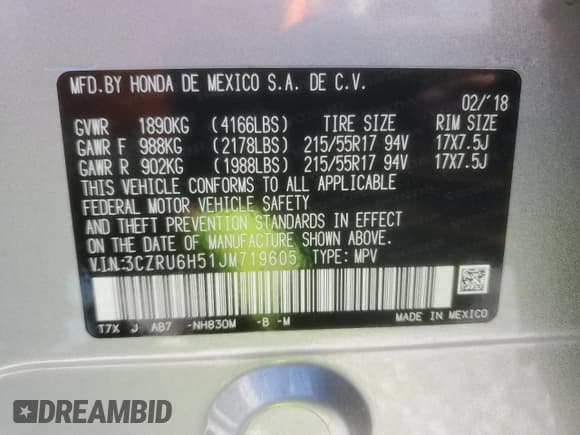 MFD.BY HONDA DE MEXICO S.A. DE C.V.
02/'18
GVWR 1890KG (4166LBS) TIRE SIZE RIM SIZE
GAWR F 988KG (2178LBS) 215/55R17 94V 17X7.5J
GAWR R 902KG (1988LBS) 215/55R17 94V 17X7.5J
THIS VEHICLE CONFORMS TO ALL APPLICABLE
FEDERAL MOTOR VEHICLE SAFETY
AND THEFT PREVENTION STANDARDS IN EFFECT
ON THE DATE OF MANUFACTURE SHOWN ABOVE.
V.I.N.:3CZRU6H51JM719605 TYPE: MPV
T7X J AB7 -NH830M -B -M
MADE IN MEXICO
DREAMBID